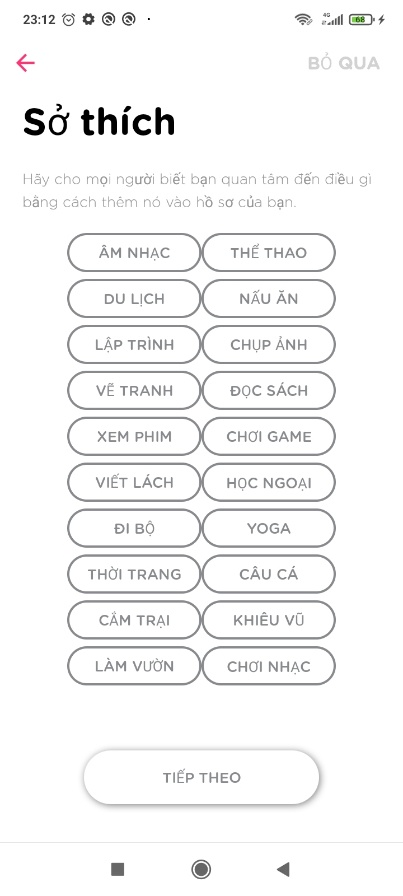 23:12
4G
68
BỎ QUA
Sở thích
Hãy cho mọi người biết bạn quan tâm đến điều gì
bằng cách thêm nó vào hồ sơ của bạn.
ÂM NHẠC THỂ THAO
DU LỊCH NẤU ĂN
LẬP TRÌNH CHỤP ẢNH
VẼ TRANH ĐỌC SÁCH
XEM PHIM CHƠI GAME
VIẾT LÁCH HỌC NGOẠI
ĐI BỘ YOGA
THỜI TRANG CÂU CÁ
CẮM TRẠI KHIÊU VŨ
LÀM VƯỜN CHƠI NHẠC
TIẾP THEO